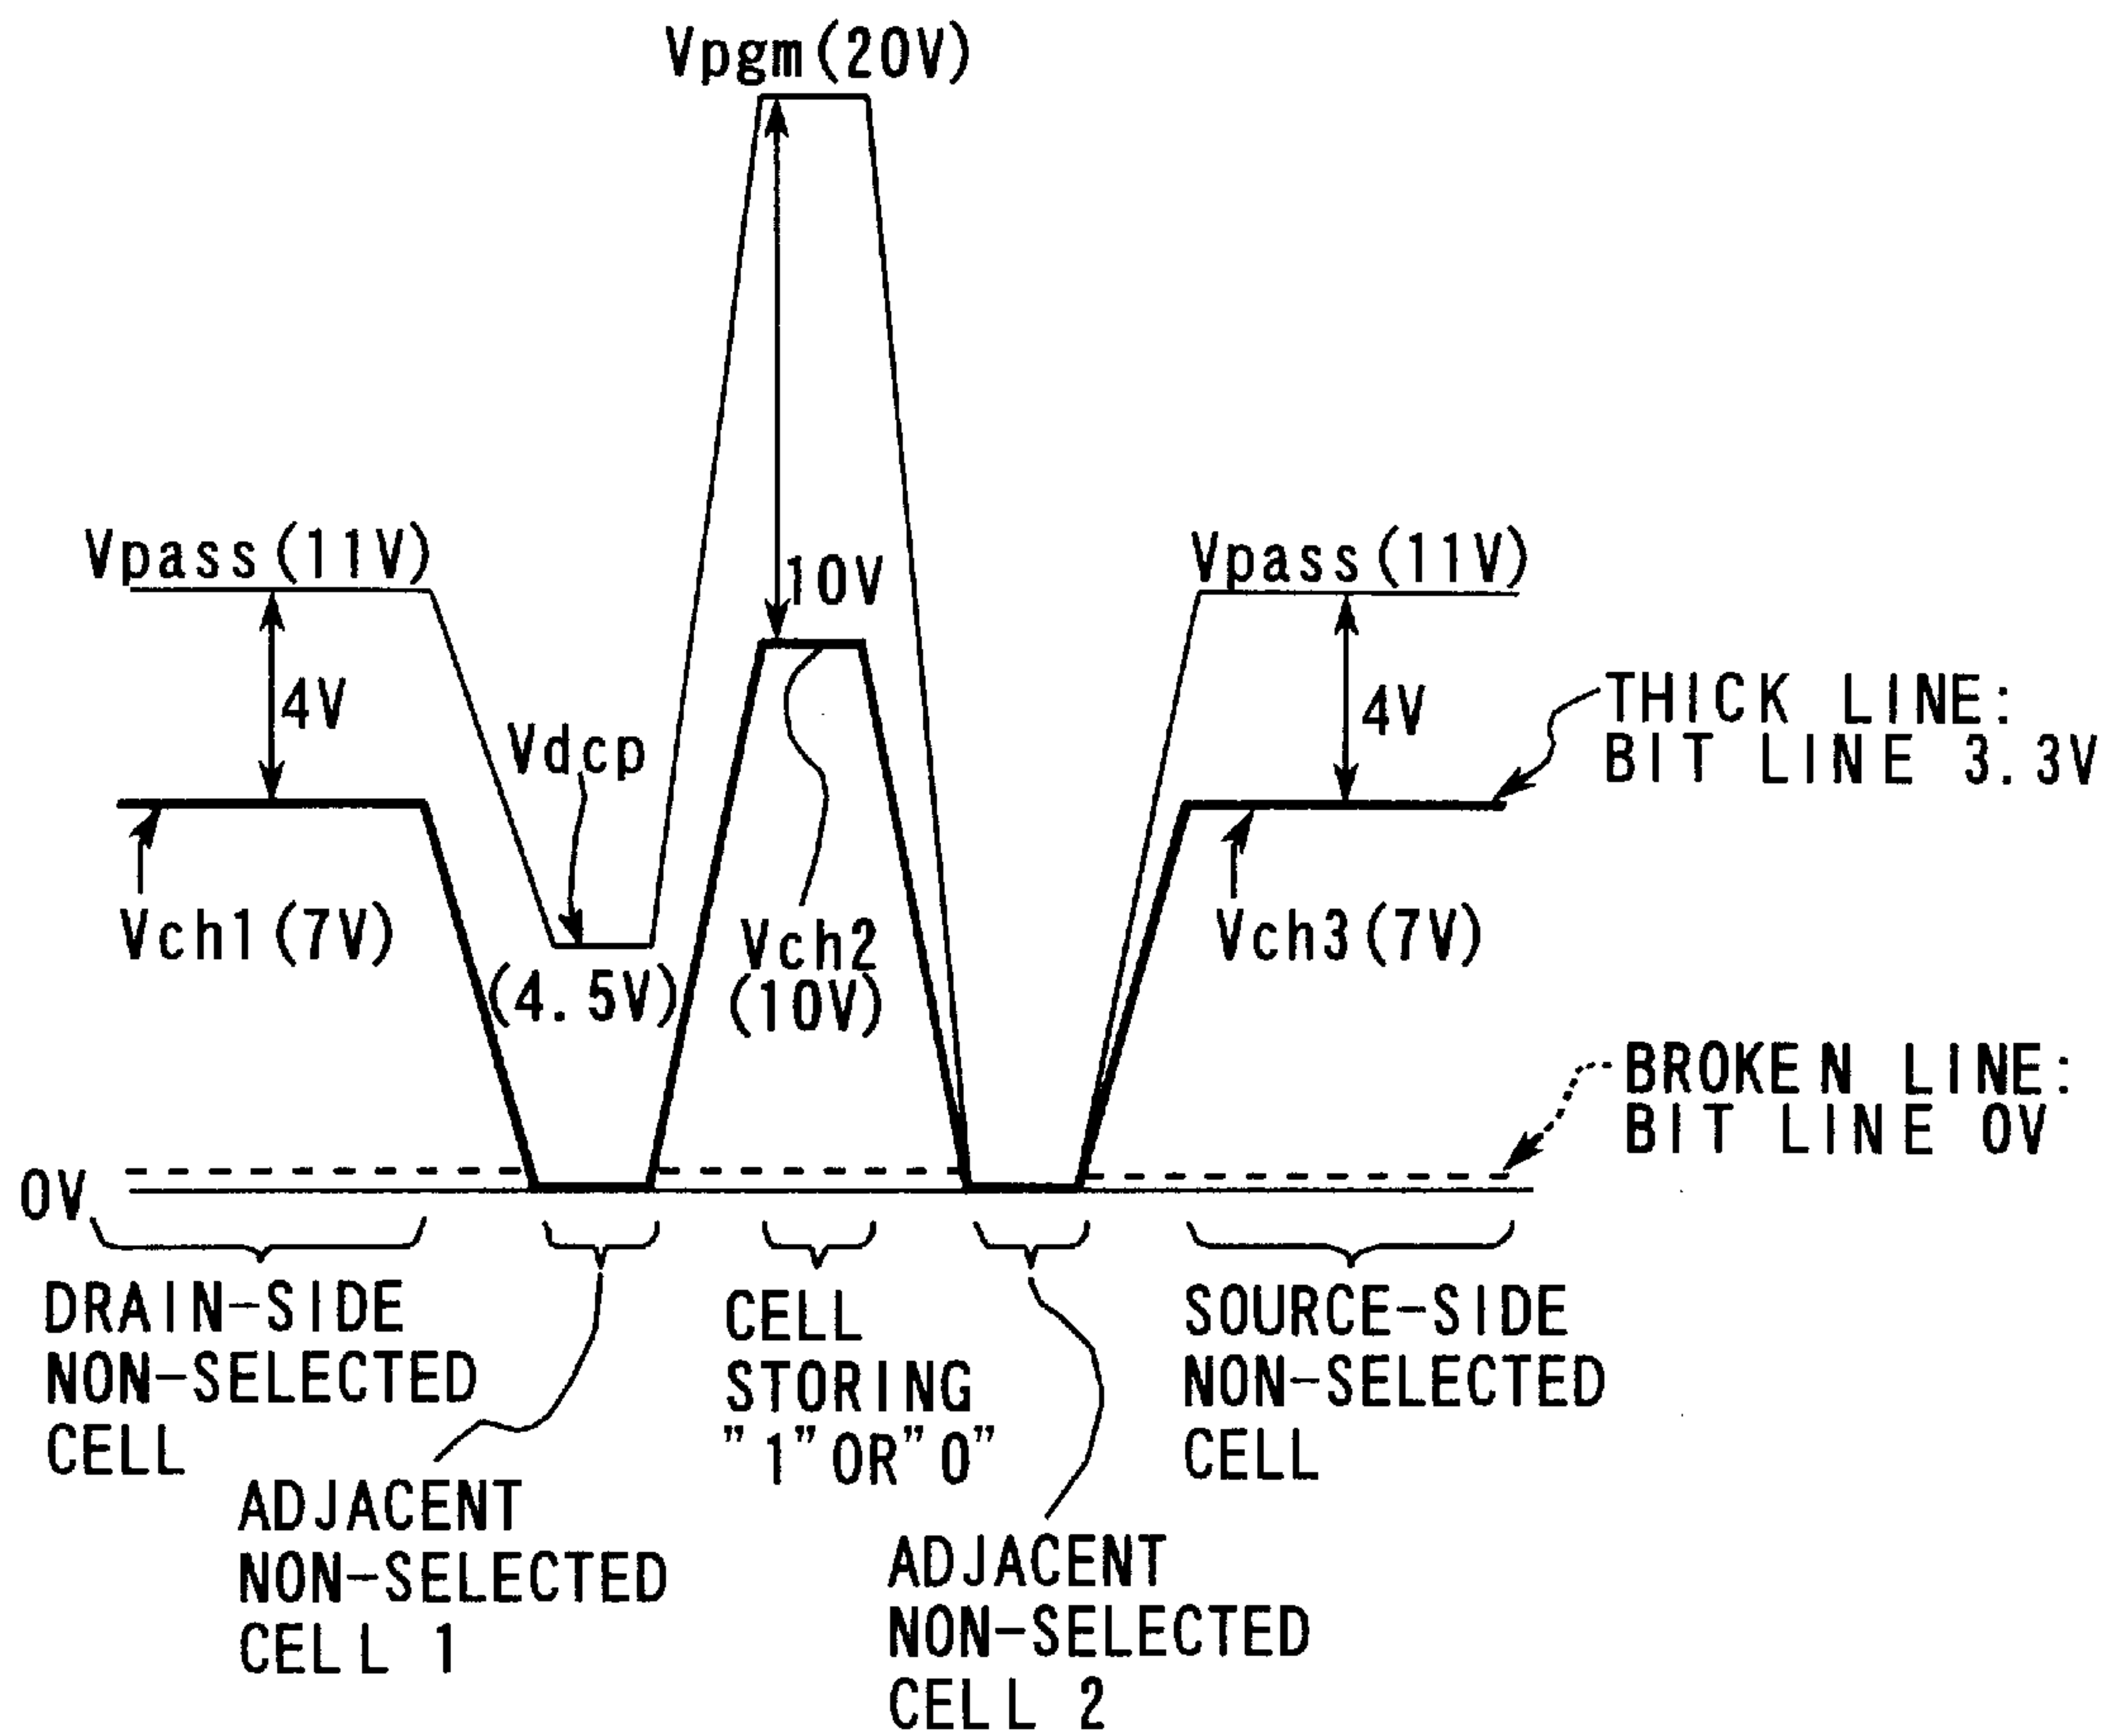 Vpgm(20V)
10V
Vpass(11V)
Vpass(11V)
4V
4V
THICK LINE:
BIT LINE 3.3V
Vdcp
Vch1(7V)
(4.5V)
Vch2
(10V)
Vch3(7V)
BROKEN LINE:
BIT LINE 0V
0V
DRAIN-SIDE
NON-SELECTED
CELL
ADJACENT
NON-SELECTED
CELL 1
CELL
STORING
"1"OR"0"
ADJACENT
NON-SELECTED
CELL 2
SOURCE-SIDE
NON-SELECTED
CELL